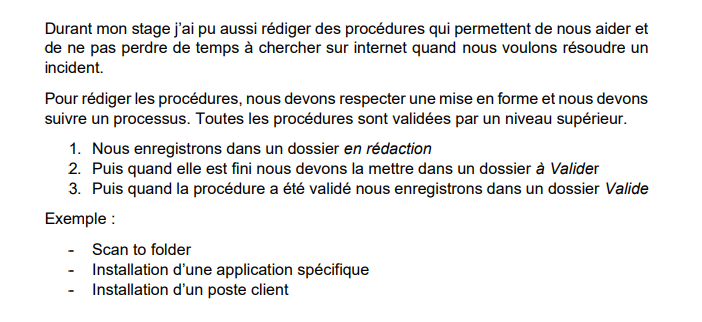 Durant mon stage j’ai pu aussi rédiger des procédures qui permettent de nous aider et
de ne pas perdre de temps à chercher sur internet quand nous voulons résoudre un
incident.
Pour rédiger les procédures, nous devons respecter une mise en forme et nous devons
suivre un processus. Toutes les procédures sont validées par un niveau supérieur.
1. Nous enregistrons dans un dossier en rédaction
2. Puis quand elle est fini nous devons la mettre dans un dossier à Valider
3. Puis quand la procédure a été validé nous enregistrons dans un dossier Valide
Exemple :
- Scan to folder
- Installation d’une application spécifique
- Installation d’un poste client